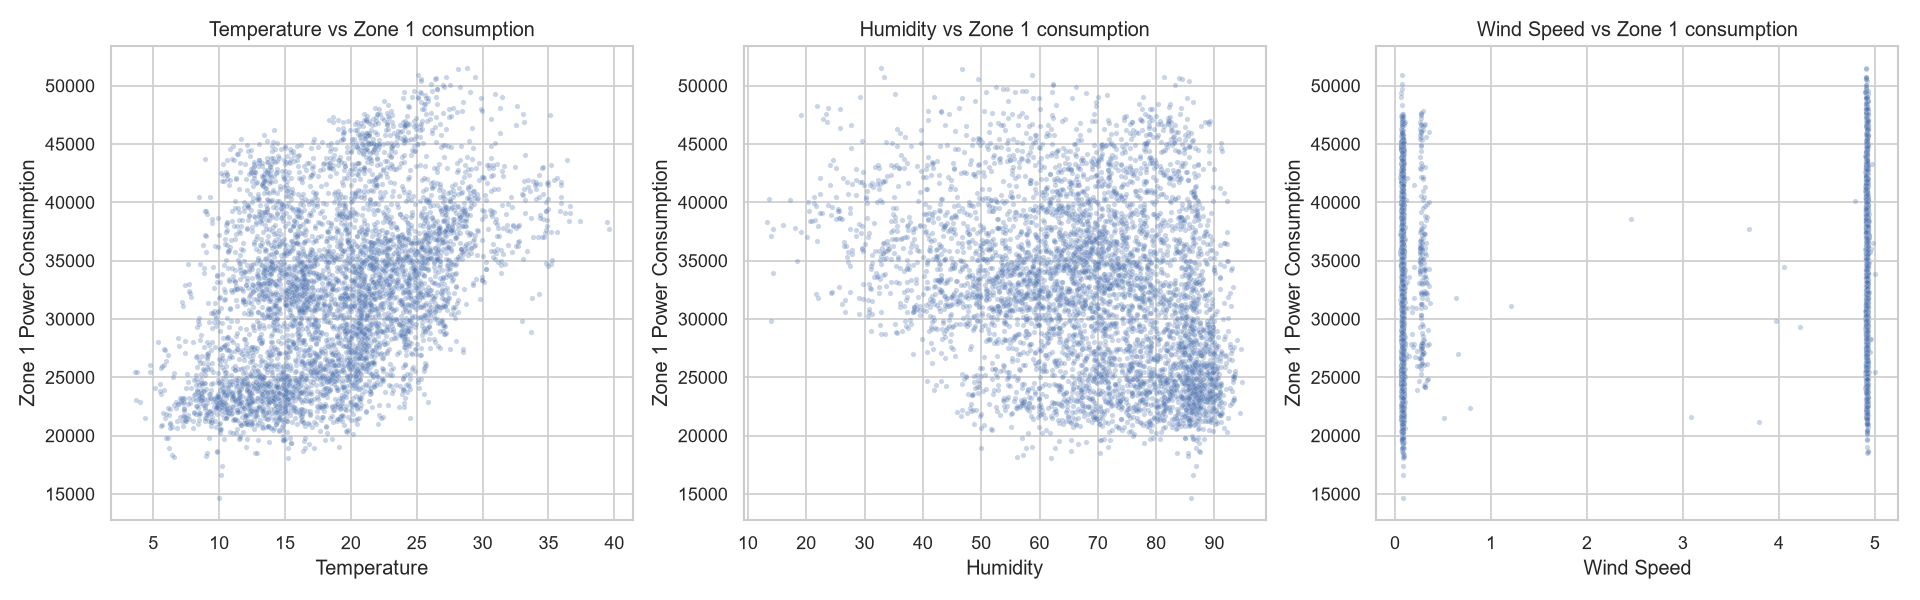 Temperature vs Zone 1 consumption
Zone 1 Power Consumption
50000
45000
40000
35000
30000
25000
20000
15000
5 10 15 20 25 30 35 40
Temperature
Humidity vs Zone 1 consumption
Zone 1 Power Consumption
50000
45000
40000
35000
30000
25000
20000
15000
10 20 30 40 50 60 70 80 90
Humidity
Wind Speed vs Zone 1 consumption
Zone 1 Power Consumption
50000
45000
40000
35000
30000
25000
20000
15000
0 1 2 3 4 5
Wind Speed